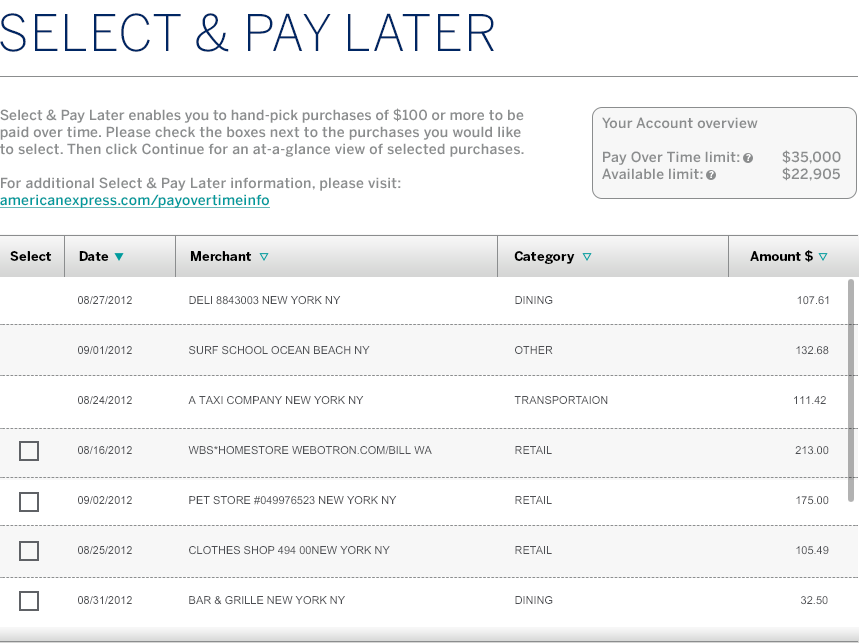 SELECT & PAY LATER
Select & Pay Later enables you to hand-pick purchases of $100 or more to be
paid over time. Please check the boxes next to the purchases you would like
to select. Then click Continue for an at-a-glance view of selected purchases.
For additional Select & Pay Later information, please visit:
americanexpress.com/payovertimeinfo
Your Account overview
Pay Over Time limit: ? $35,000
Available limit: ? $22,905
Select Date Merchant Category Amount $
08/27/2012 DELI 8843003 NEW YORK NY DINING 107.61
09/01/2012 SURF SCHOOL OCEAN BEACH NY OTHER 132.68
08/24/2012 A TAXI COMPANY NEW YORK NY TRANSPORTAION 111.42
08/16/2012 WBS*HOMESTORE WEBOTRON.COM/BILL WA RETAIL 213.00
09/02/2012 PET STORE #049976523 NEW YORK NY RETAIL 175.00
08/25/2012 CLOTHES SHOP 494 00NEW YORK NY RETAIL 105.49
08/31/2012 BAR & GRILLE NEW YORK NY DINING 32.50